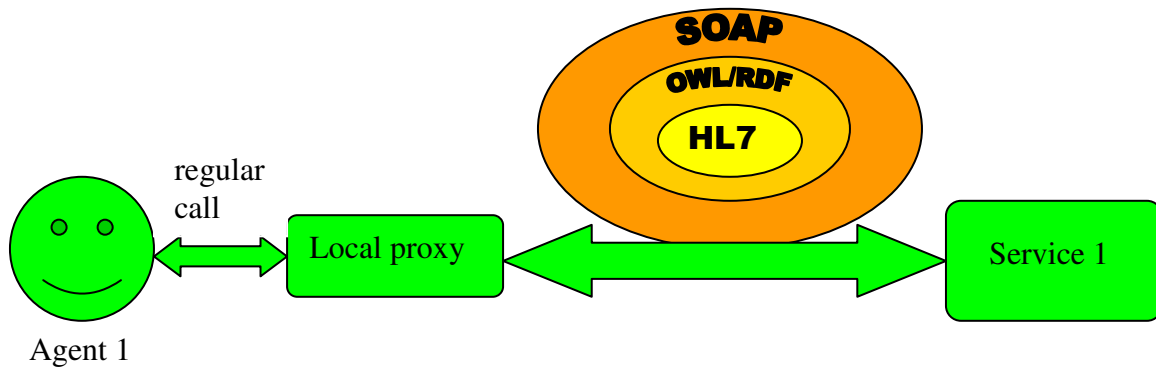 SOAP
OWL/RDF
HL7
regular
call
Local proxy
Service 1
Agent 1